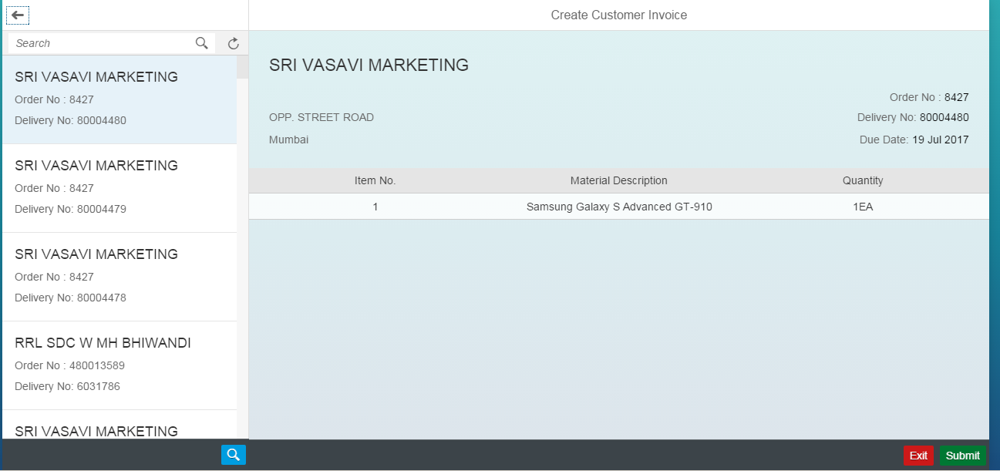 Search
SRI VASAVI MARKETING
Order No : 8427
Delivery No: 80004480
SRI VASAVI MARKETING
Order No : 8427
Delivery No: 80004479
SRI VASAVI MARKETING
Order No : 8427
Delivery No: 80004478
RRL SDC W MH BHIWANDI
Order No : 480013589
Delivery No: 6031786
SRI VASAVI MARKETING
Create Customer Invoice
SRI VASAVI MARKETING
Order No : 8427
OPP. STREET ROAD Delivery No: 80004480
Mumbai Due Date: 19 Jul 2017
Item No. Material Description Quantity
1 Samsung Galaxy S Advanced GT-910 1EA
Exit Submit